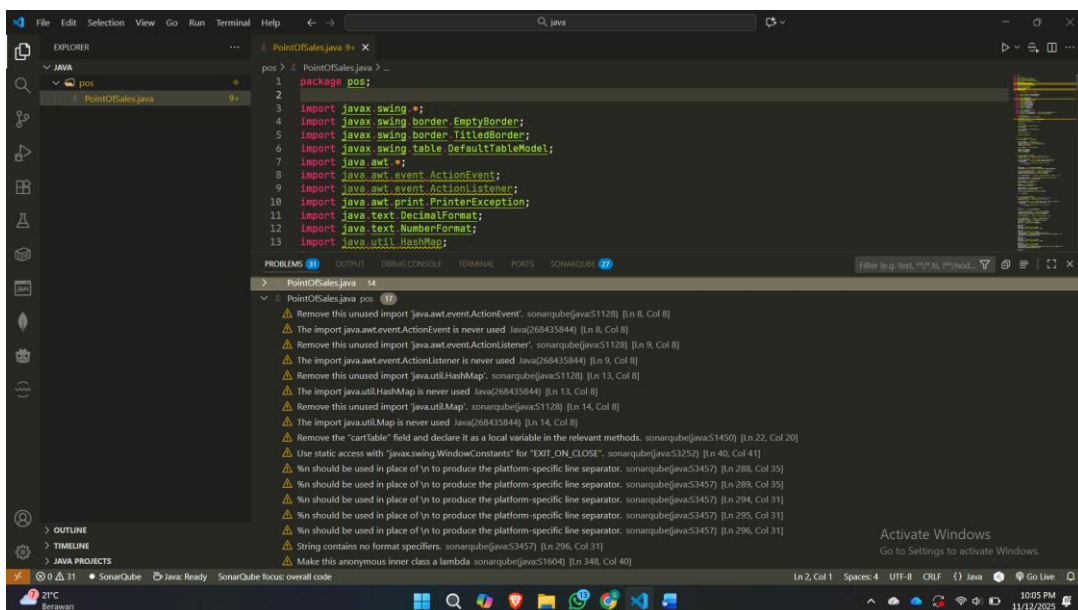 File Edit Selection View Go Run Terminal Help
java
EXPLORER
JAVA
pos
PointOfSales.java 9+
PointOfSales.java 9+
pos > PointOfSales.java > ...
1 package pos;
2
3 import javax.swing.*;
4 import javax.swing.border.EmptyBorder;
5 import javax.swing.border.TitledBorder;
6 import javax.swing.table.DefaultTableModel;
7 import java.awt.*;
8 import java.awt.event.ActionEvent;
9 import java.awt.event.ActionListener;
10 import java.awt.print.PrinterException;
11 import java.text.DecimalFormat;
12 import java.text.NumberFormat;
13 import java.util.HashMap;
PROBLEMS 31 OUTPUT DEBUG CONSOLE TERMINAL PORTS SONARQUBE 27
Filter (e.g. text, **/*.ts, !**/nod...
PointOfSales.java 14
PointOfSales.java pos 17
Remove this unused import 'java.awt.event.ActionEvent'. sonarqube(java:S1128) [Ln 8, Col 8]
The import java.awt.event.ActionEvent is never used Java(268435844) [Ln 8, Col 8]
Remove this unused import 'java.awt.event.ActionListener'. sonarqube(java:S1128) [Ln 9, Col 8]
The import java.awt.event.ActionListener is never used Java(268435844) [Ln 9, Col 8]
Remove this unused import 'java.util.HashMap'. sonarqube(java:S1128) [Ln 13, Col 8]
The import java.util.HashMap is never used Java(268435844) [Ln 13, Col 8]
Remove this unused import 'java.util.Map'. sonarqube(java:S1128) [Ln 14, Col 8]
The import java.util.Map is never used Java(268435844) [Ln 14, Col 8]
Remove the "cartTable" field and declare it as a local variable in the relevant methods. sonarqube(java:S1450) [Ln 22, Col 20]
Use static access with "javax.swing.WindowConstants" for "EXIT_ON_CLOSE". sonarqube(java:S3252) [Ln 40, Col 41]
%n should be used in place of \n to produce the platform-specific line separator. sonarqube(java:S3457) [Ln 288, Col 35]
%n should be used in place of \n to produce the platform-specific line separator. sonarqube(java:S3457) [Ln 289, Col 35]
%n should be used in place of \n to produce the platform-specific line separator. sonarqube(java:S3457) [Ln 294, Col 31]
%n should be used in place of \n to produce the platform-specific line separator. sonarqube(java:S3457) [Ln 295, Col 31]
%n should be used in place of \n to produce the platform-specific line separator. sonarqube(java:S3457) [Ln 296, Col 31]
String contains no format specifiers. sonarqube(java:S3457) [Ln 296, Col 31]
Make this anonymous inner class a lambda sonarqube(java:S1604) [Ln 348, Col 40]
OUTLINE
TIMELINE
JAVA PROJECTS
Activate Windows
Go to Settings to activate Windows.
0 31 SonarQube Java: Ready SonarQube focus: overall code Ln 2, Col 1 Spaces: 4 UTF-8 CRLF {} Java Go Live
21°C
Berawan
10:05 PM
11/12/2025